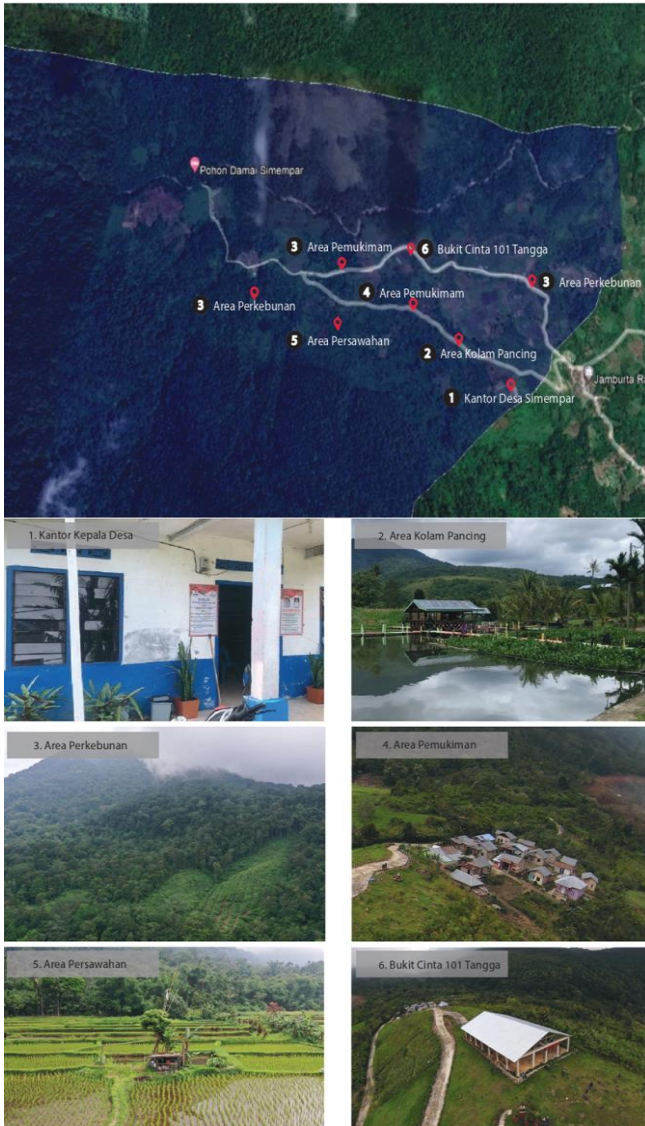 Pohon Damai Simempar
3 Area Pemukimam
6 Bukit Cinta 101 Tangga
3 Area Perkebunan
3 Area Perkebunan
4 Area Pemukimam
5 Area Persawahan
2 Area Kolam Pancing
Jamburta Ra
1 Kantor Desa Simempar
1. Kantor Kepala Desa
2. Area Kolam Pancing
3. Area Perkebunan
4. Area Pemukiman
5. Area Persawahan
6. Bukit Cinta 101 Tangga